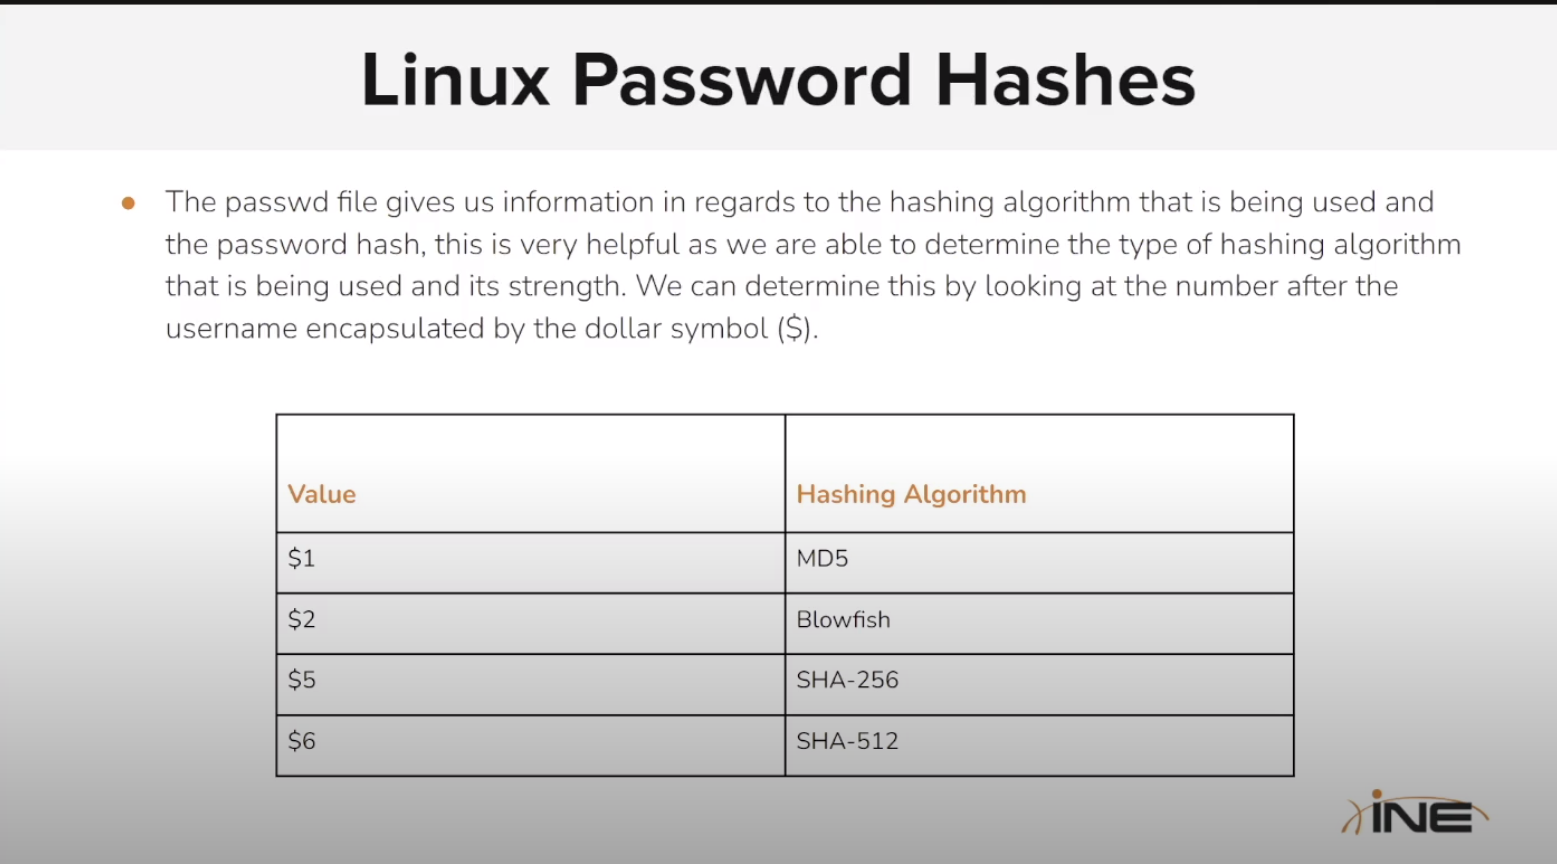 Linux Password Hashes
The passwd file gives us information in regards to the hashing algorithm that is being used and
the password hash, this is very helpful as we are able to determine the type of hashing algorithm
that is being used and its strength. We can determine this by looking at the number after the
username encapsulated by the dollar symbol ($).
Value Hashing Algorithm
$1 MD5
$2 Blowfish
$5 SHA-256
$6 SHA-512
iNE